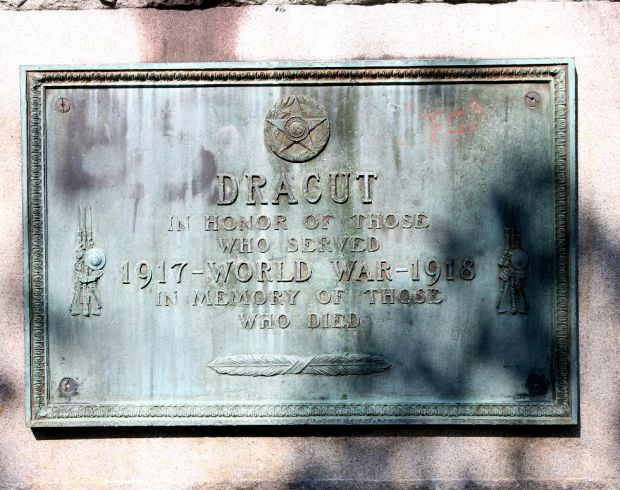 DRACUT
IN HONOR OF THOSE
WHO SERVED
1917-WORLD WAR-1918
IN MEMORY OF THOSE
WHO DIED